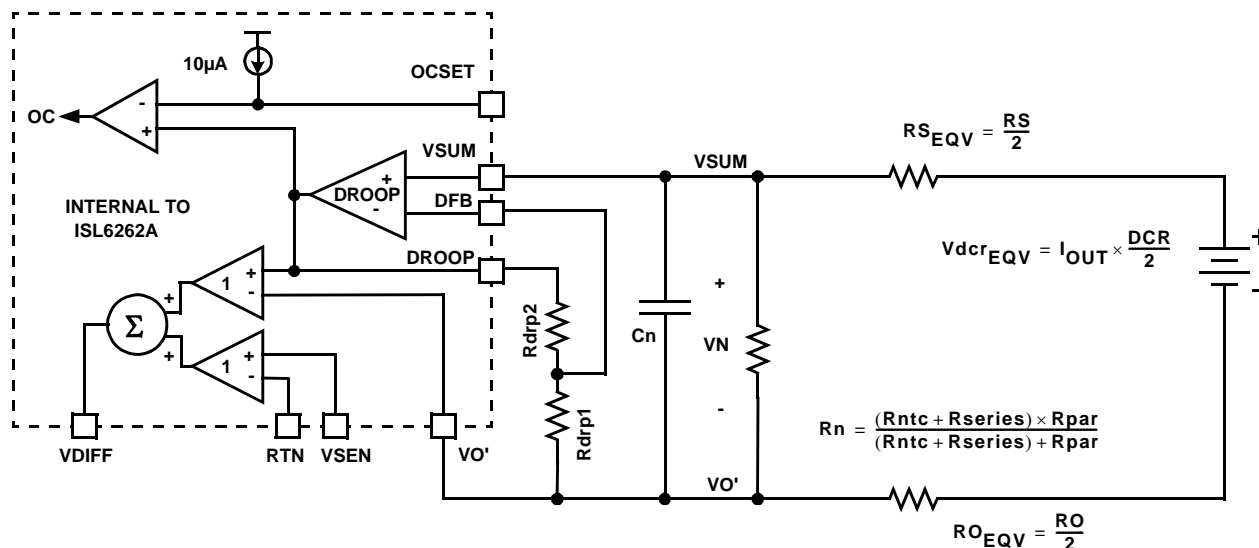 10µA
OCSET
OC
-
+
VSUM
VSUM
RS_EQV = RS/2
+
DROOP
-
DFB
INTERNAL TO
ISL6262A
DROOP
Vdcr_EQV = I_OUT × DCR/2
+
-
1
+
-
+
Σ
+
1
+
-
Rdrp2
Cn
+
VN
-
Rdrp1
Rn = (Rntc + Rseries) × Rpar / (Rntc + Rseries) + Rpar
VDIFF
RTN
VSEN
VO'
VO'
RO_EQV = RO/2